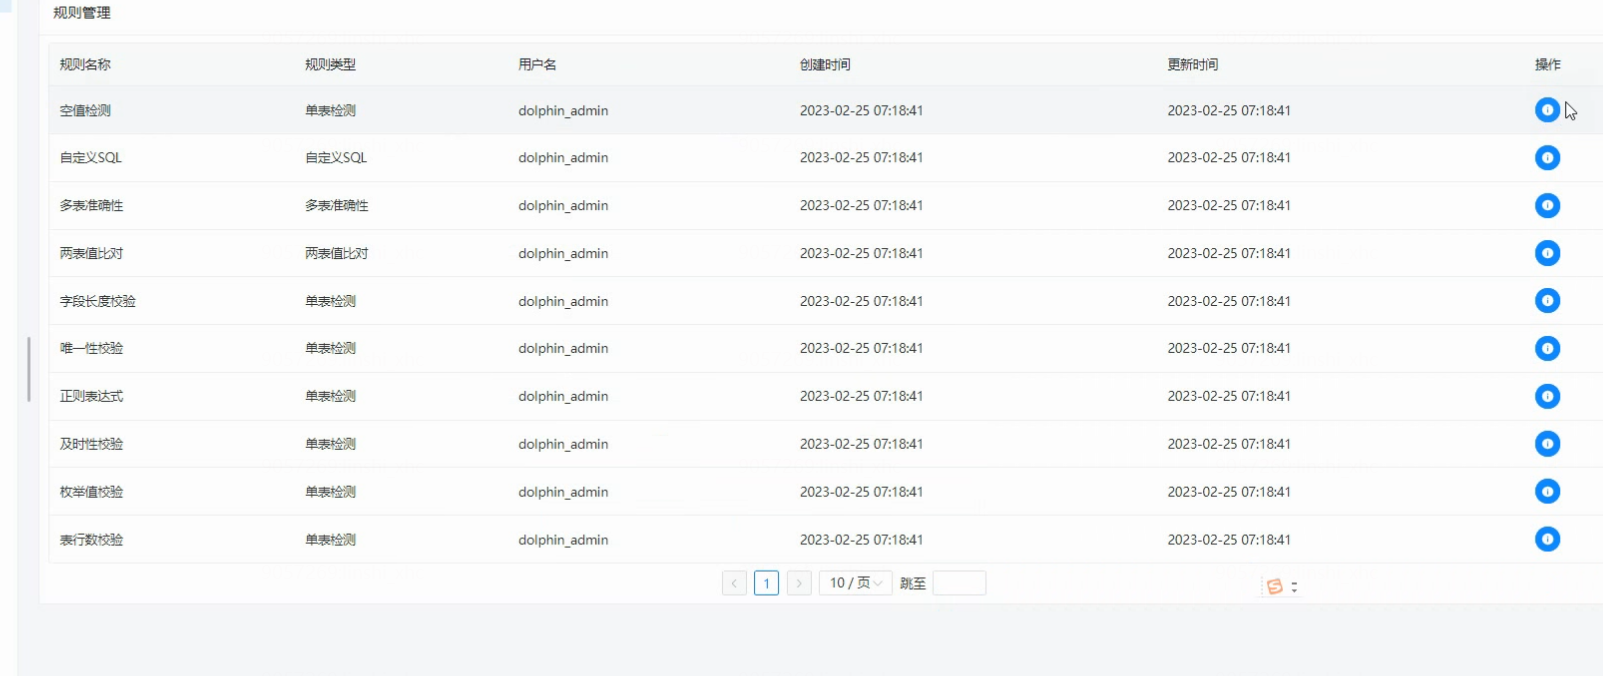 规则管理
规则名称 规则类型 用户名 创建时间 更新时间 操作
空值检测 单表检测 dolphin_admin 2023-02-25 07:18:41 2023-02-25 07:18:41
自定义SQL 自定义SQL dolphin_admin 2023-02-25 07:18:41 2023-02-25 07:18:41
多表准确性 多表准确性 dolphin_admin 2023-02-25 07:18:41 2023-02-25 07:18:41
两表值比对 两表值比对 dolphin_admin 2023-02-25 07:18:41 2023-02-25 07:18:41
字段长度校验 单表检测 dolphin_admin 2023-02-25 07:18:41 2023-02-25 07:18:41
唯一性校验 单表检测 dolphin_admin 2023-02-25 07:18:41 2023-02-25 07:18:41
正则表达式 单表检测 dolphin_admin 2023-02-25 07:18:41 2023-02-25 07:18:41
及时性校验 单表检测 dolphin_admin 2023-02-25 07:18:41 2023-02-25 07:18:41
枚举值校验 单表检测 dolphin_admin 2023-02-25 07:18:41 2023-02-25 07:18:41
表行数校验 单表检测 dolphin_admin 2023-02-25 07:18:41 2023-02-25 07:18:41
1 10 / 页 跳至